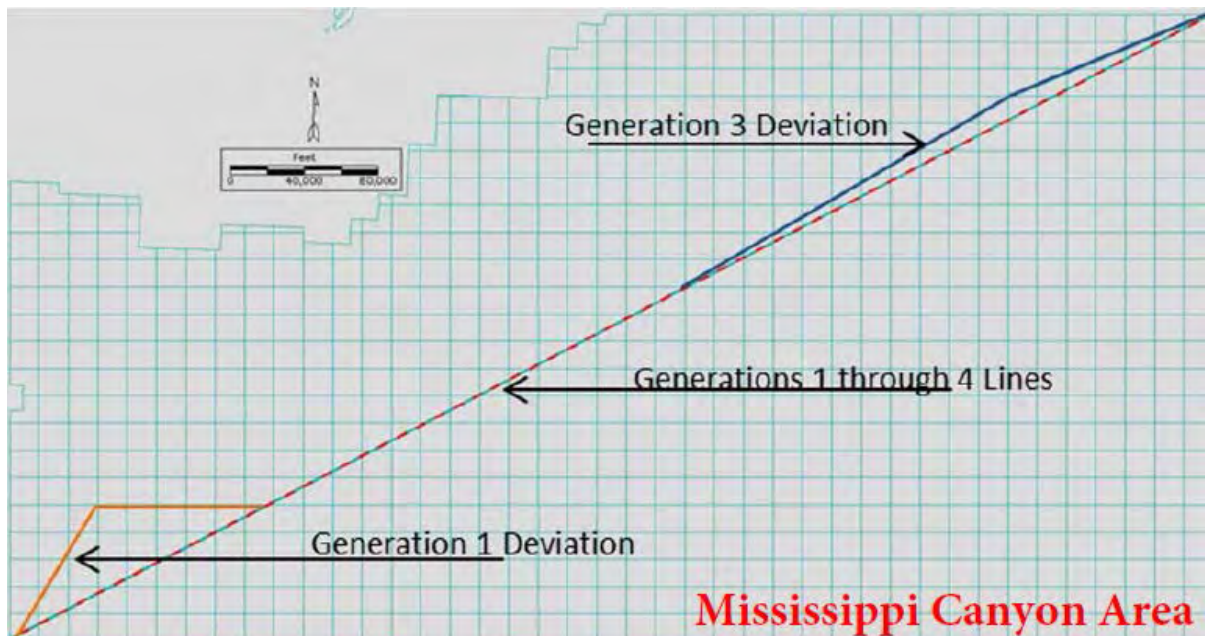 N
Generation 3 Deviation
Feet
0 40,000 80,000
Generations 1 through 4 Lines
Generation 1 Deviation
Mississippi Canyon Area